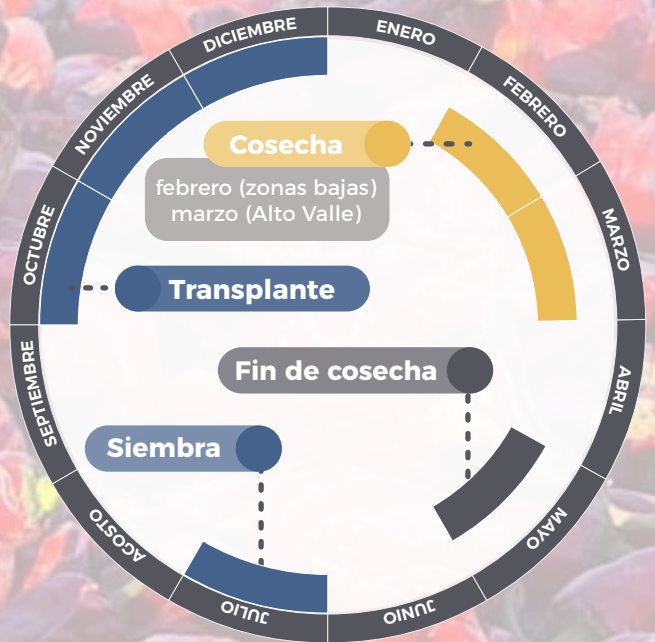 ENERO
FEBRERO
MARZO
ABRIL
MAYO
JUNIO
JULIO
AGOSTO
SEPTIEMBRE
OCTUBRE
NOVIEMBRE
DICIEMBRE
Cosecha
febrero (zonas bajas)
marzo (Alto Valle)
Transplante
Fin de cosecha
Siembra